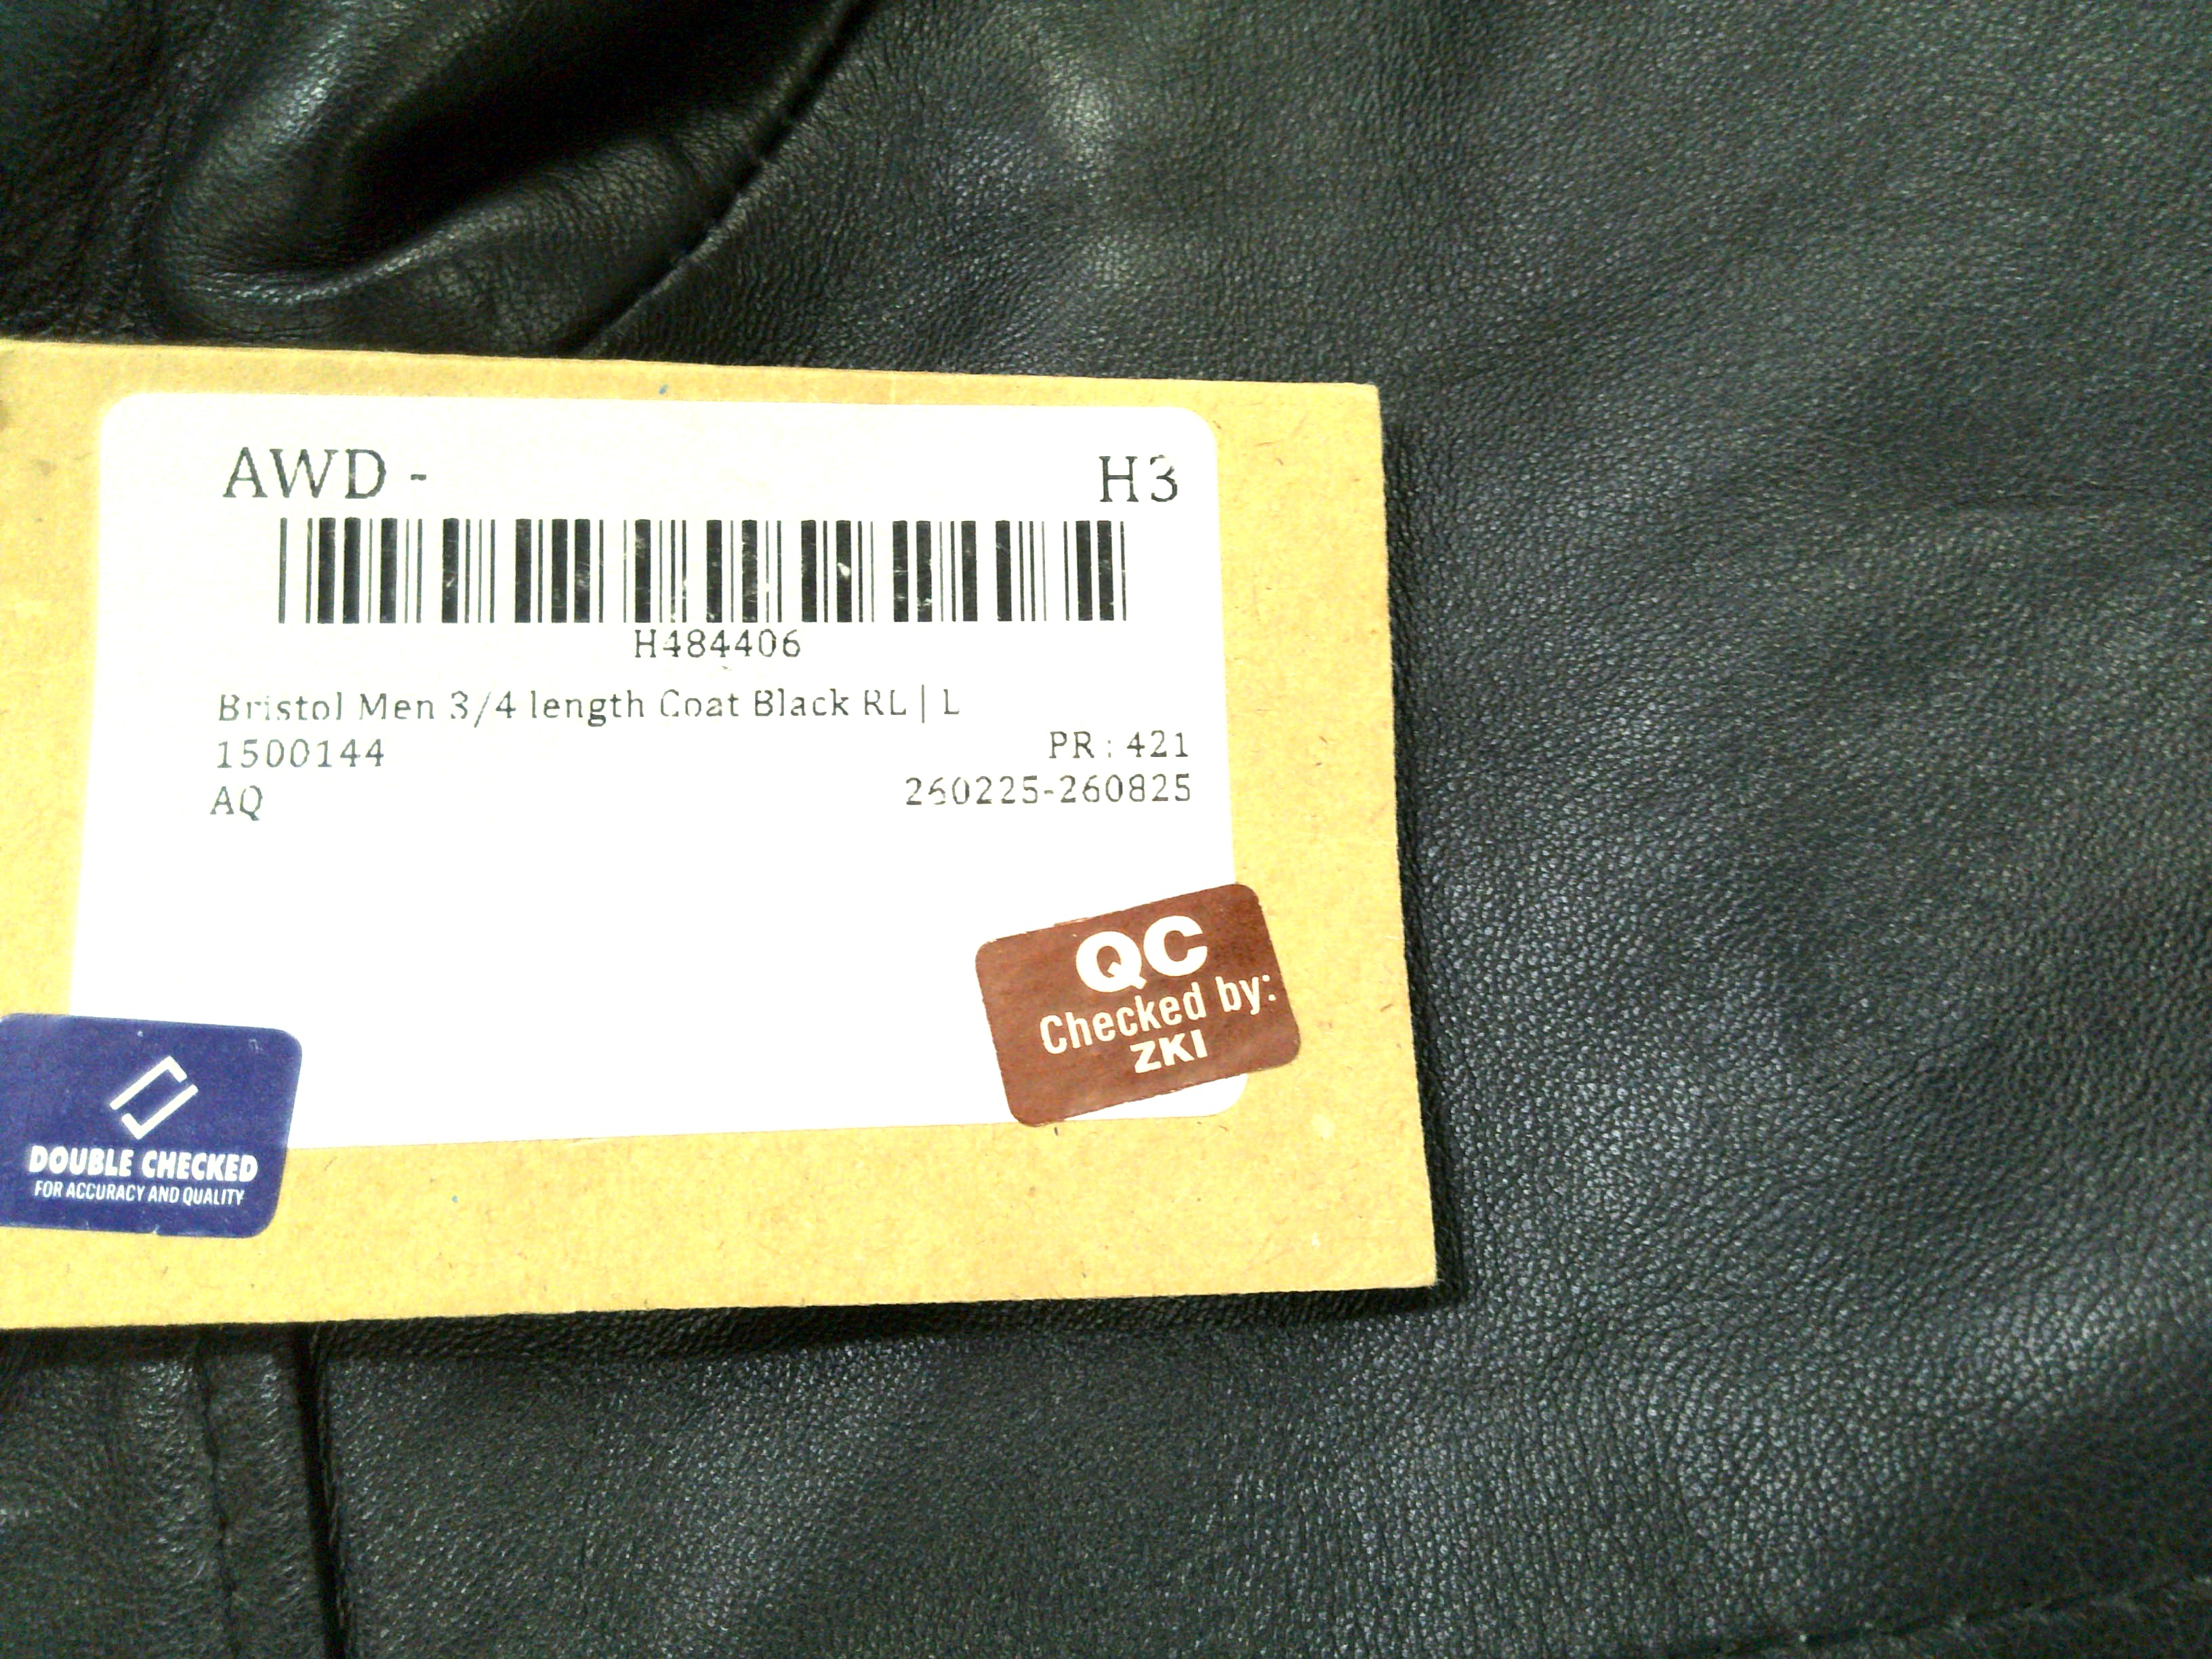 AWD - H3
H484406
Bristol Men 3/4 length Coat Black RL | L
1500144 PR : 421
AQ 260225-260825
QC
Checked by:
ZKI
DOUBLE CHECKED
FOR ACCURACY AND QUALITY